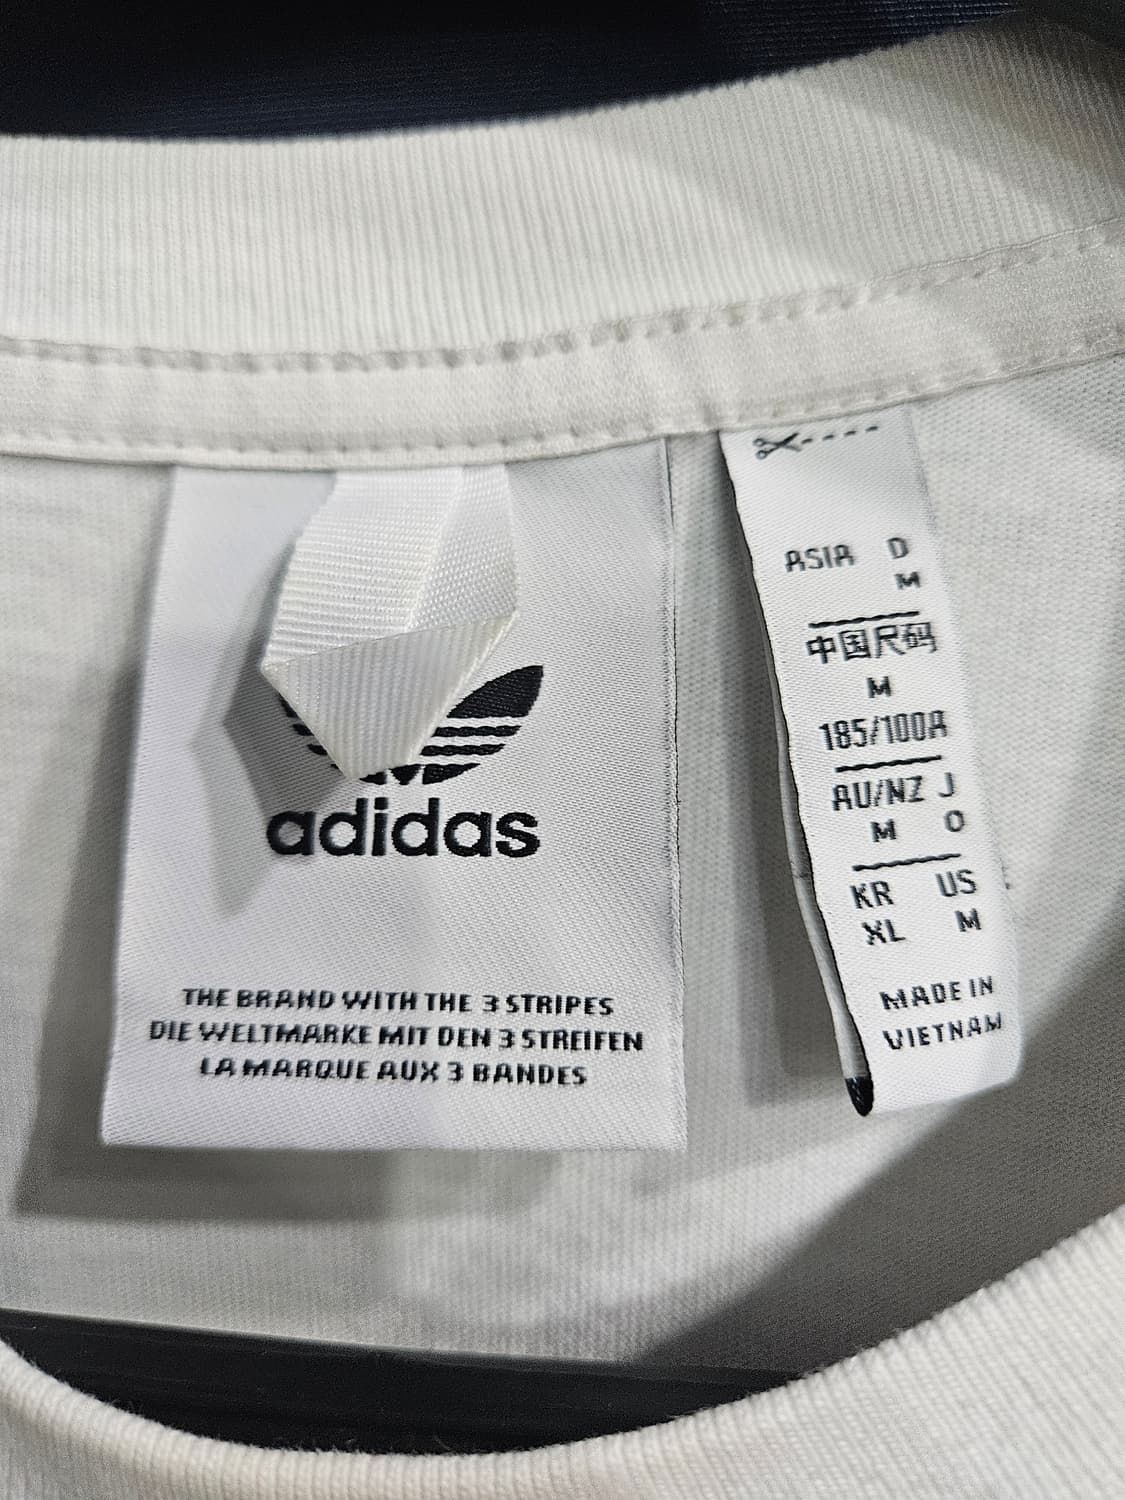 adidas
THE BRAND WITH THE 3 STRIPES
DIE WELTMARKE MIT DEN 3 STREIFEN
LA MARQUE AUX 3 BANDES
ASIA D
M
中国尺码
M
185/100A
AU/NZ J
M O
KR US
XL M
MADE IN
VIETNAM